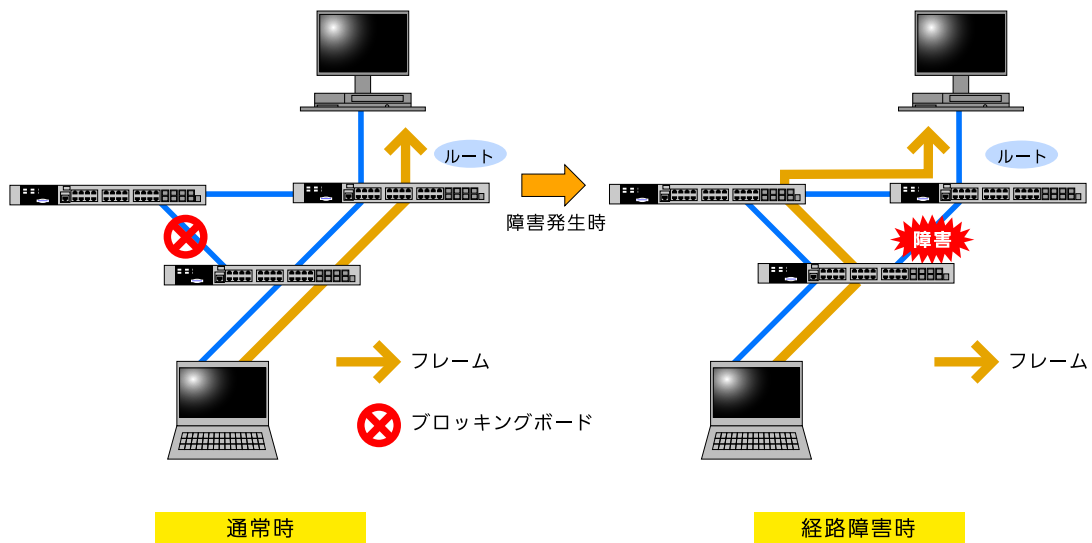 ルート
障害発生時
ルート
障害
フレーム
ブロッキングボード
フレーム
通常時
経路障害時